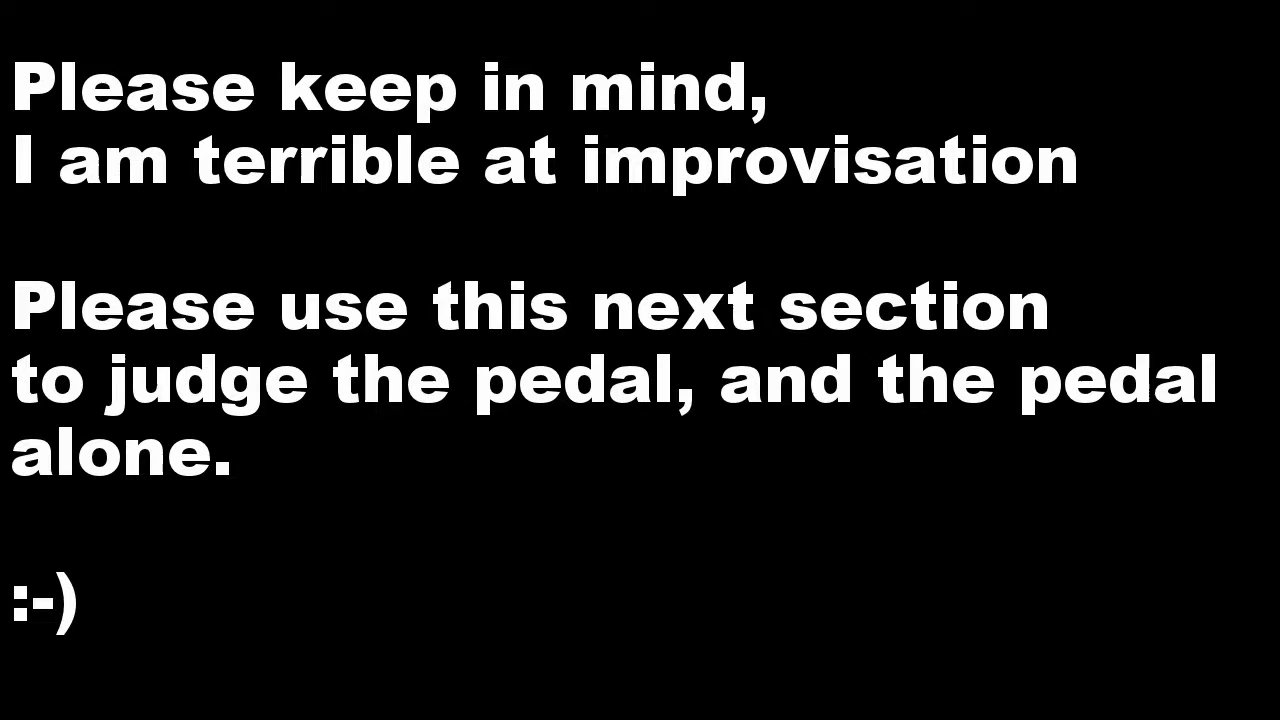 Please keep in mind,
I am terrible at improvisation
Please use this next section
to judge the pedal, and the pedal
alone.
:-)